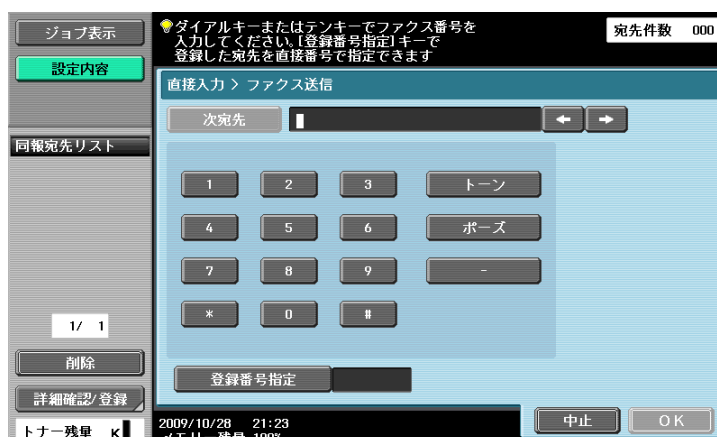 ジョブ表示
設定内容
同報宛先リスト
1/ 1
削除
詳細確認/登録
トナー残量 K
ダイアルキーまたはテンキーでファクス番号を
入力してください。[登録番号指定]キーで
登録した宛先を直接番号で指定できます
宛先件数 000
直接入力 > ファクス送信
次宛先 ← →
1 2 3 トーン
4 5 6 ポーズ
7 8 9 -
* 0 #
登録番号指定
2009/10/28 21:23
メモリー残量 100%
中止 OK